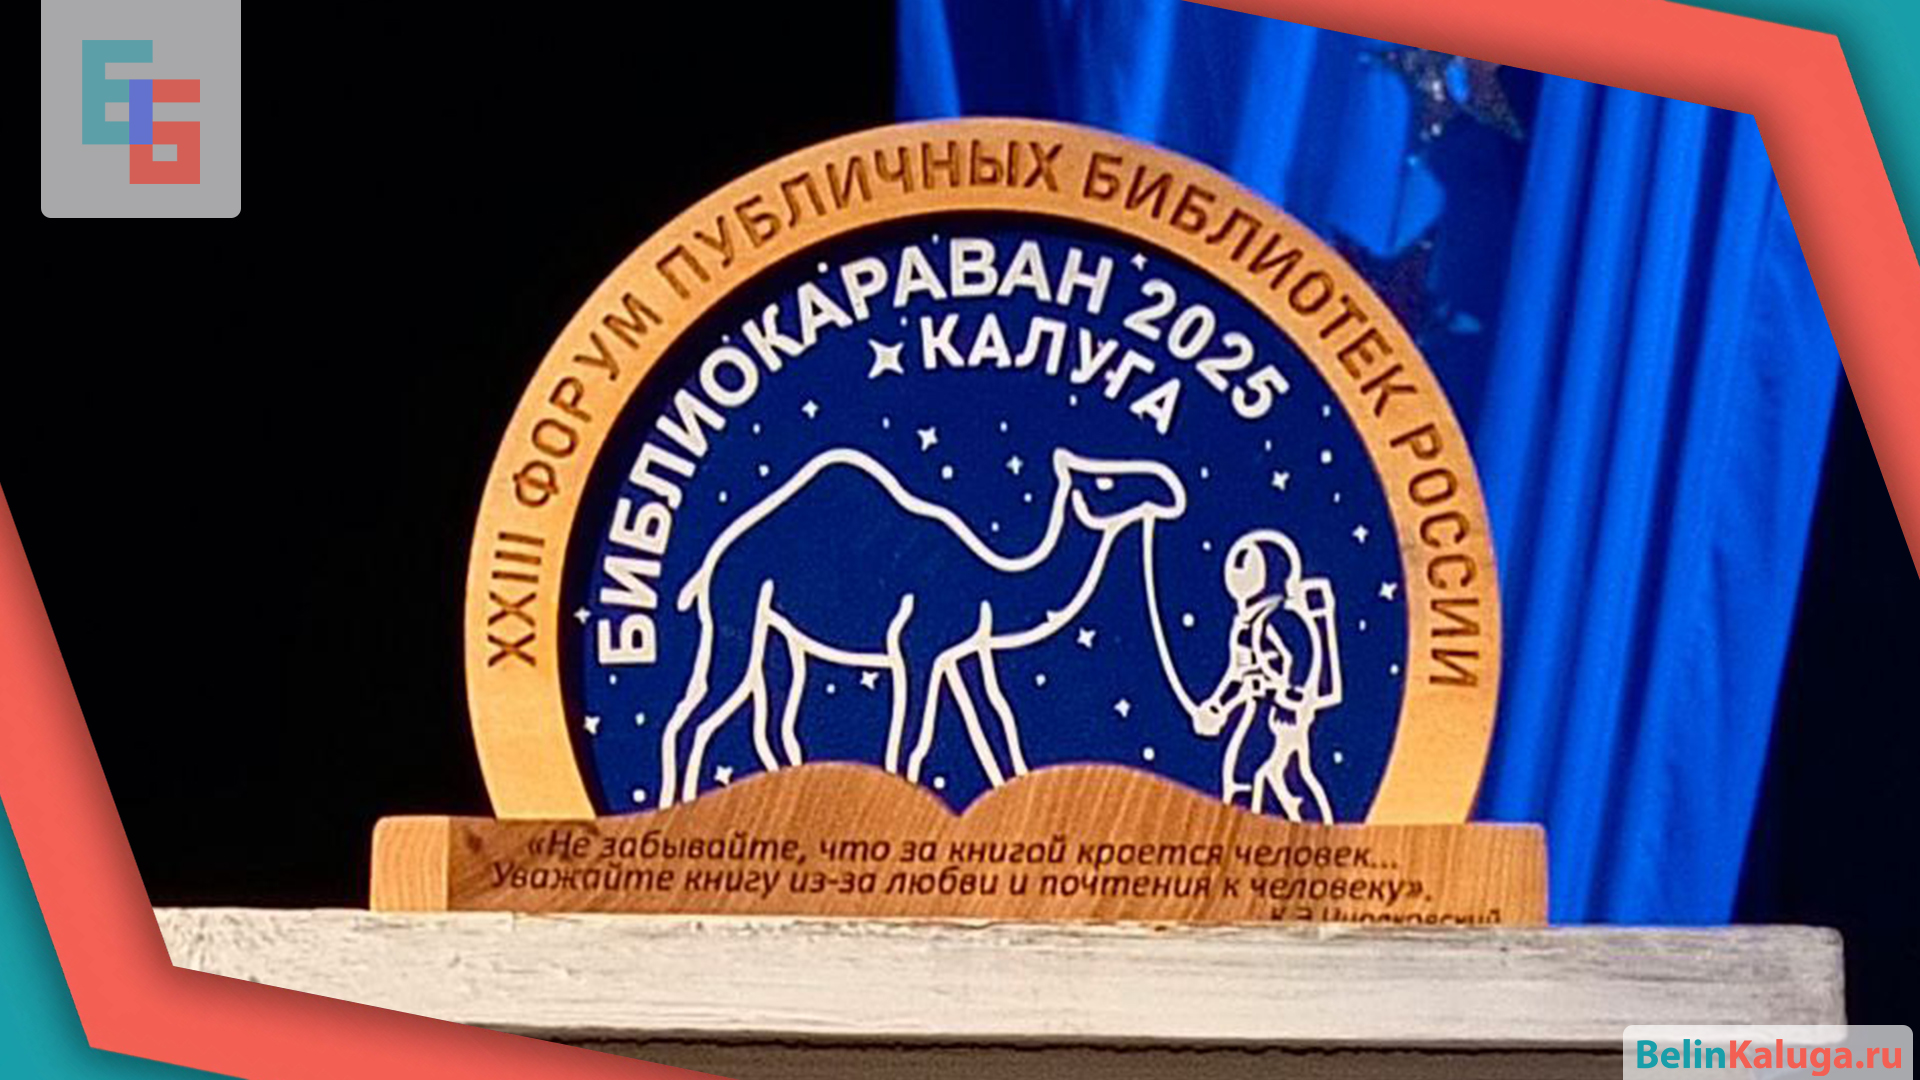 XXIII ФОРУМ ПУБЛИЧНЫХ БИБЛИОТЕК РОССИИ
БИБЛИОКАРАВАН 2025
КАЛУГА
«Не забывайте, что за книгой кроется человек...
Уважайте книгу из-за любви и почтения к человеку».
К.Э.Циолковский
BelinKaluga.ru